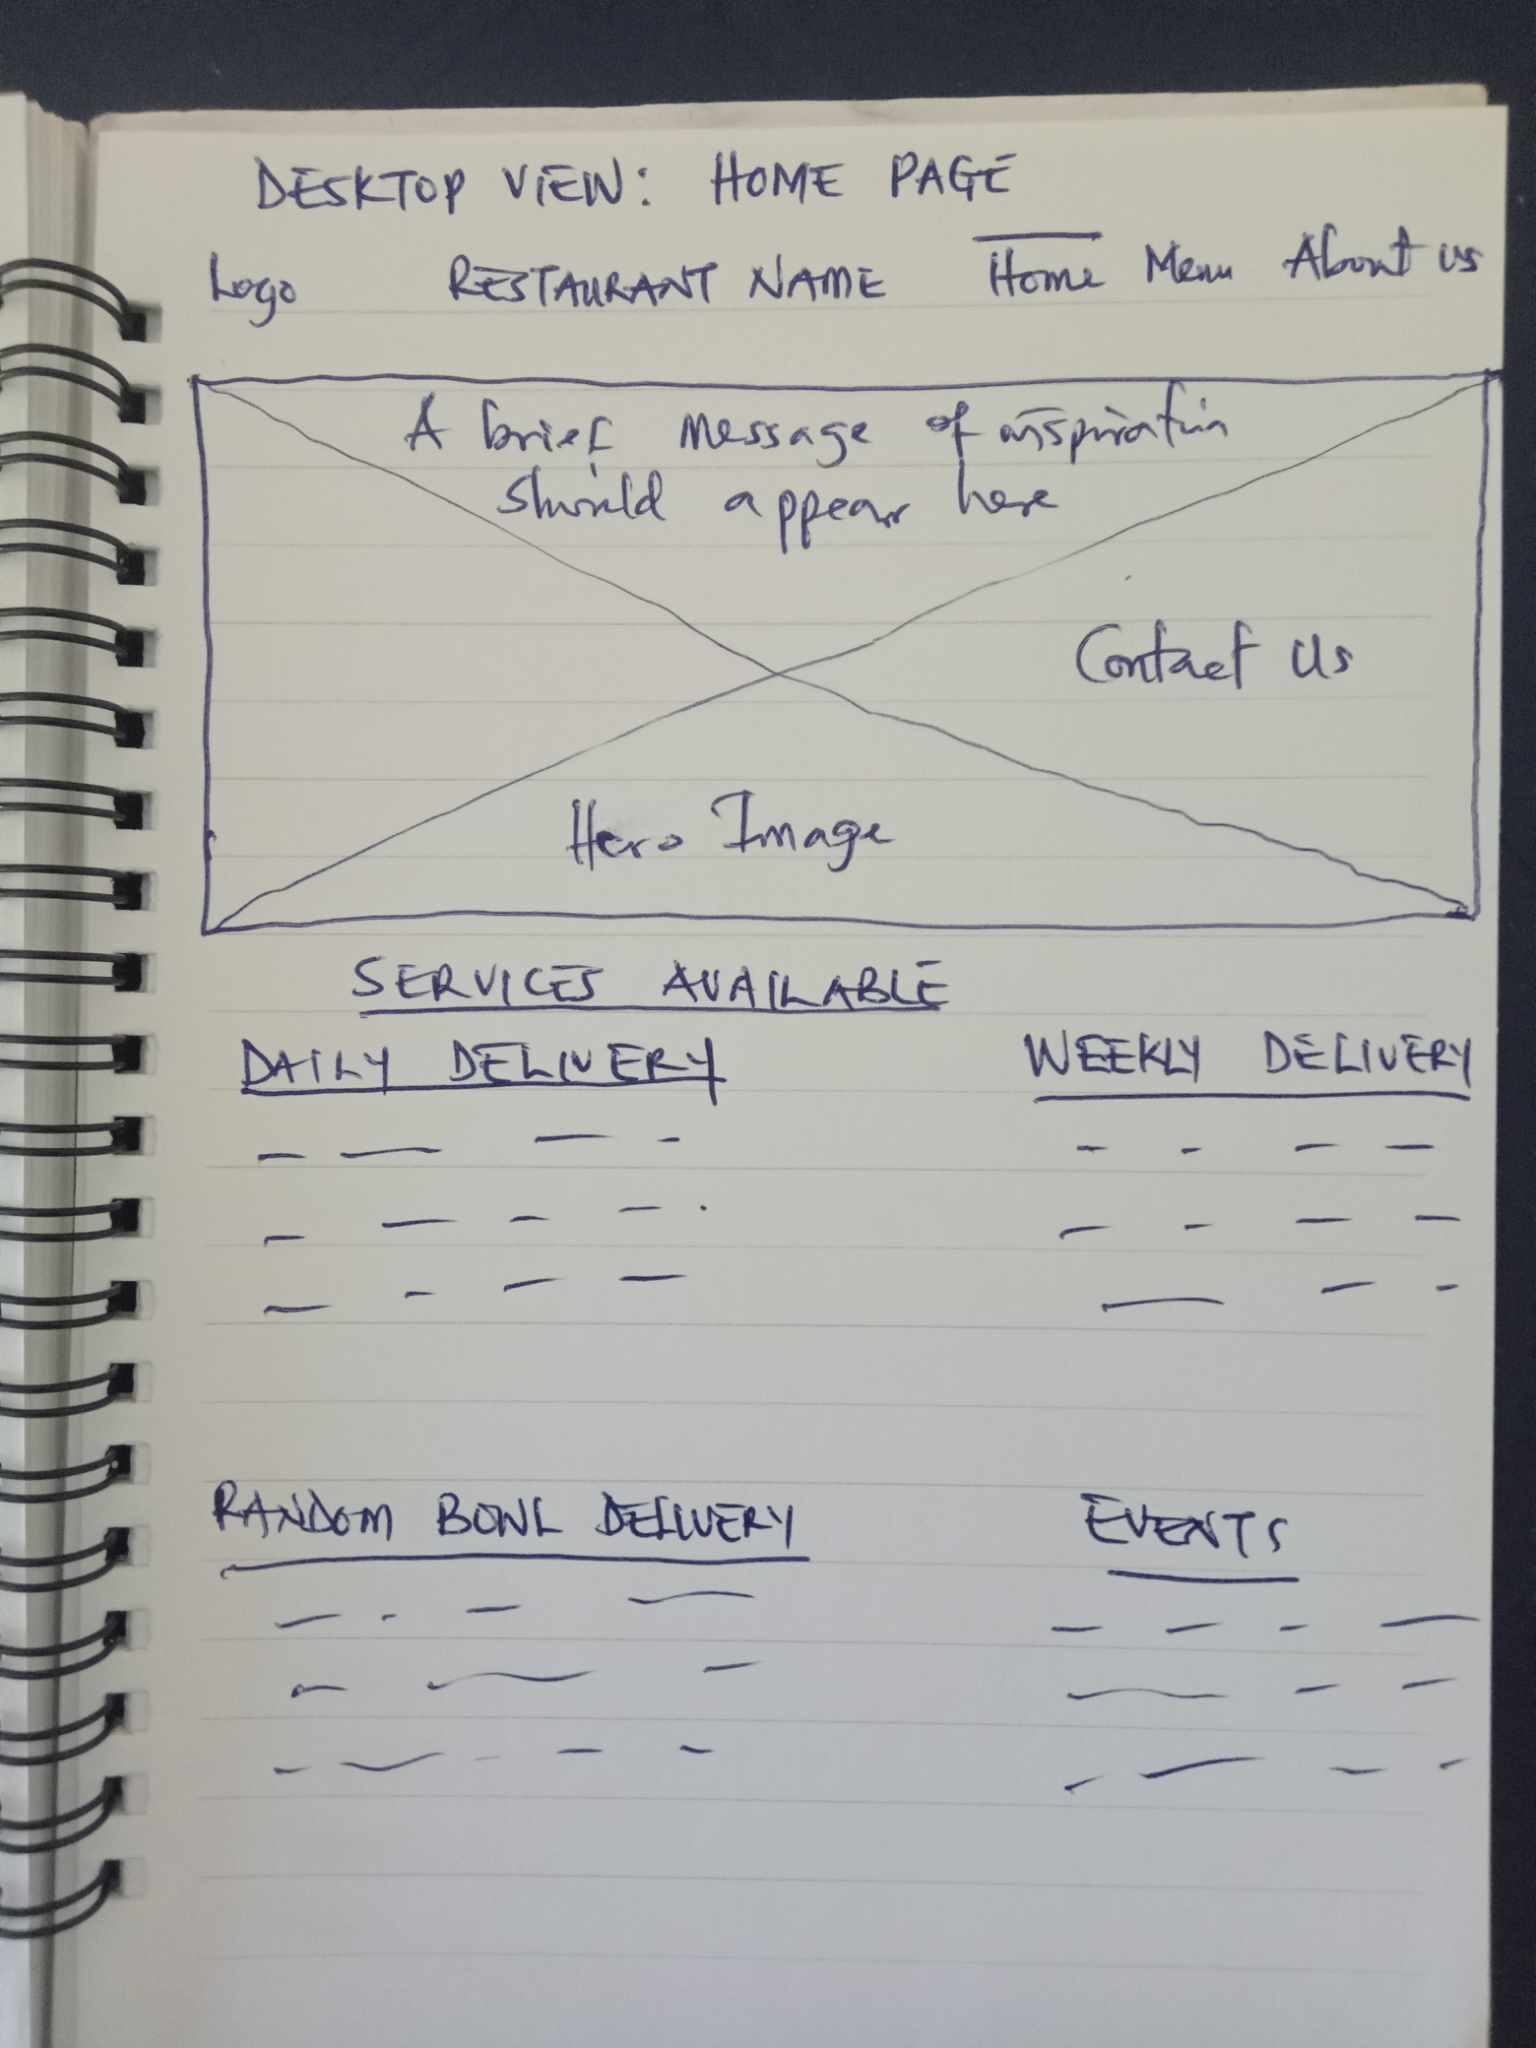 DESKTOP VIEW: HOME PAGE
Logo RESTAURANT NAME Home Menu About us
A brief message of inspiration
should appear here
Contact Us
Hero Image
SERVICES AVAILABLE
DAILY DELIVERY WEEKLY DELIVERY
RANDOM BOWL DELIVERY EVENTS